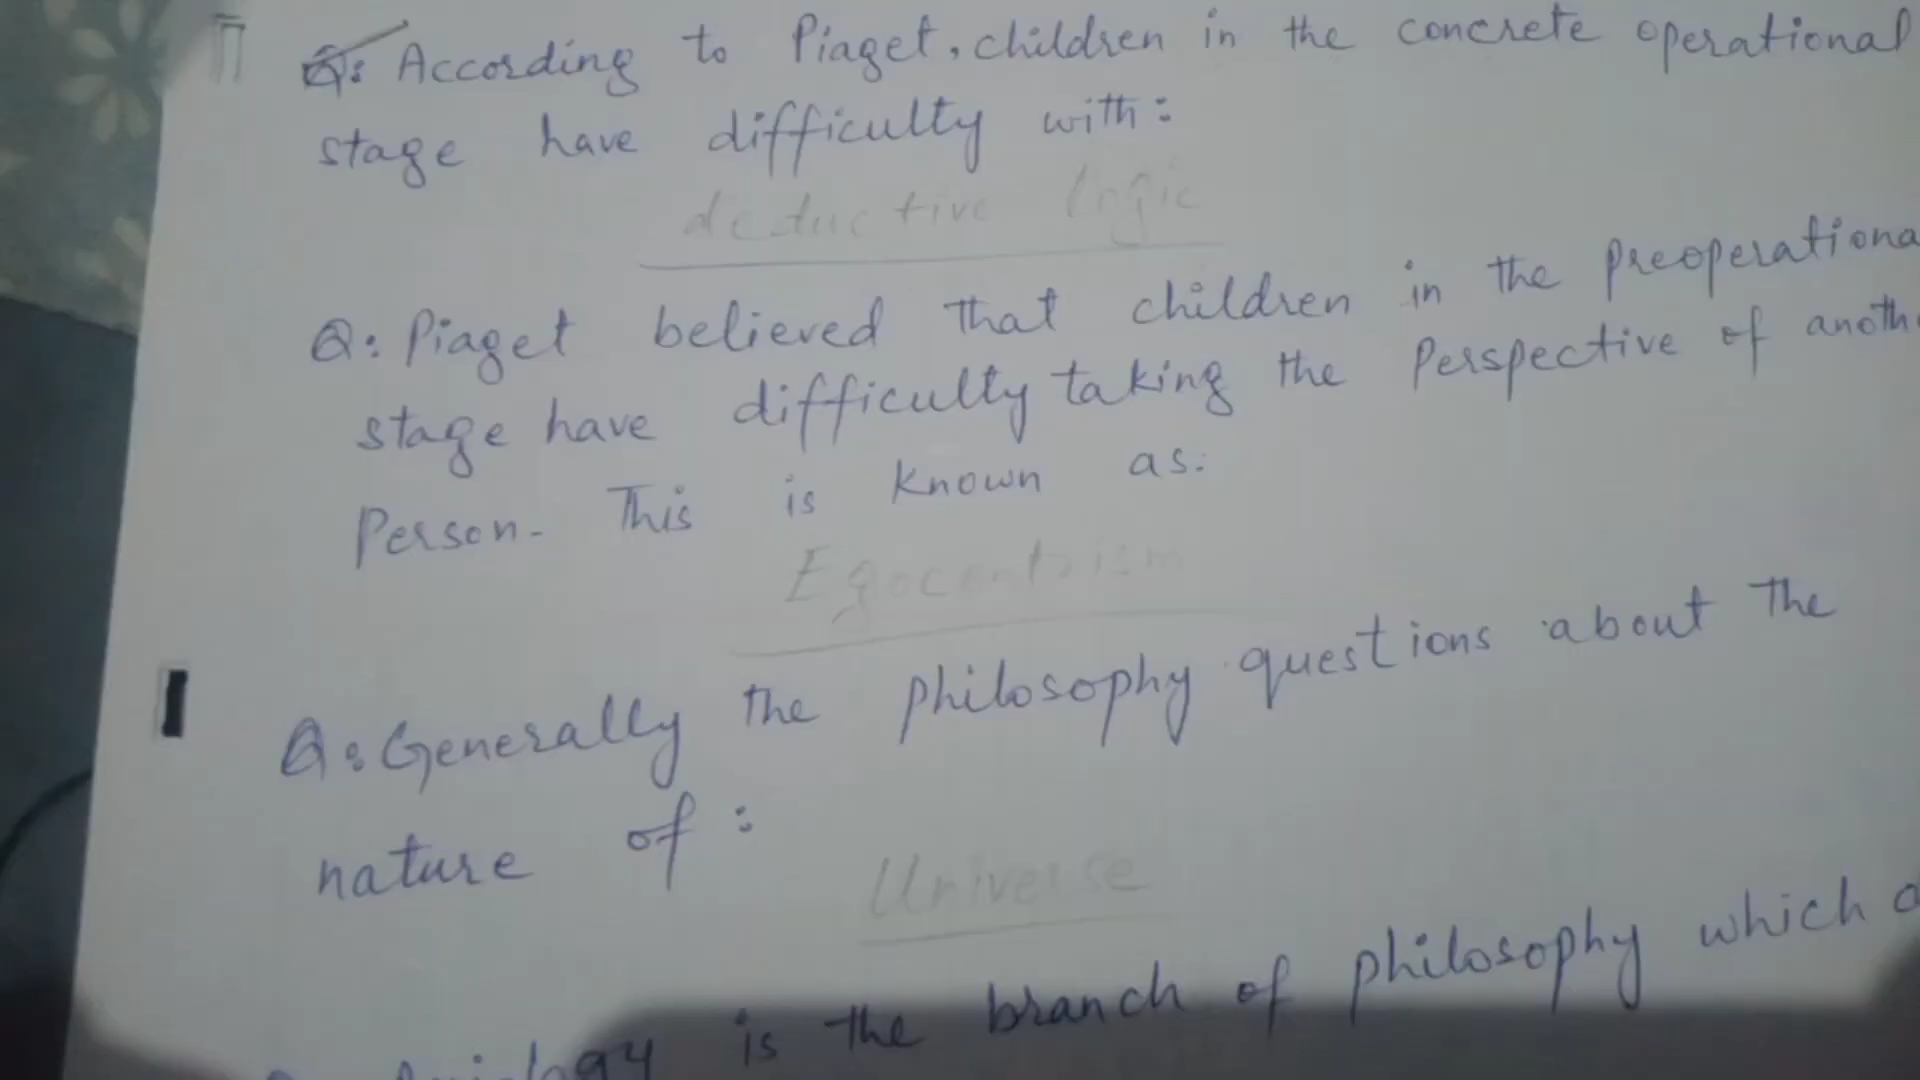 Q: According to Piaget, children in the concrete operational
stage have difficulty with:
deductive logic
Q: Piaget believed that children in the preoperationa
stage have difficulty taking the Perspective of anoth
Person. This is known as:
Egocentrism
Q: Generally the philosophy questions about the
nature of:
Universe
is the branch of philosophy which